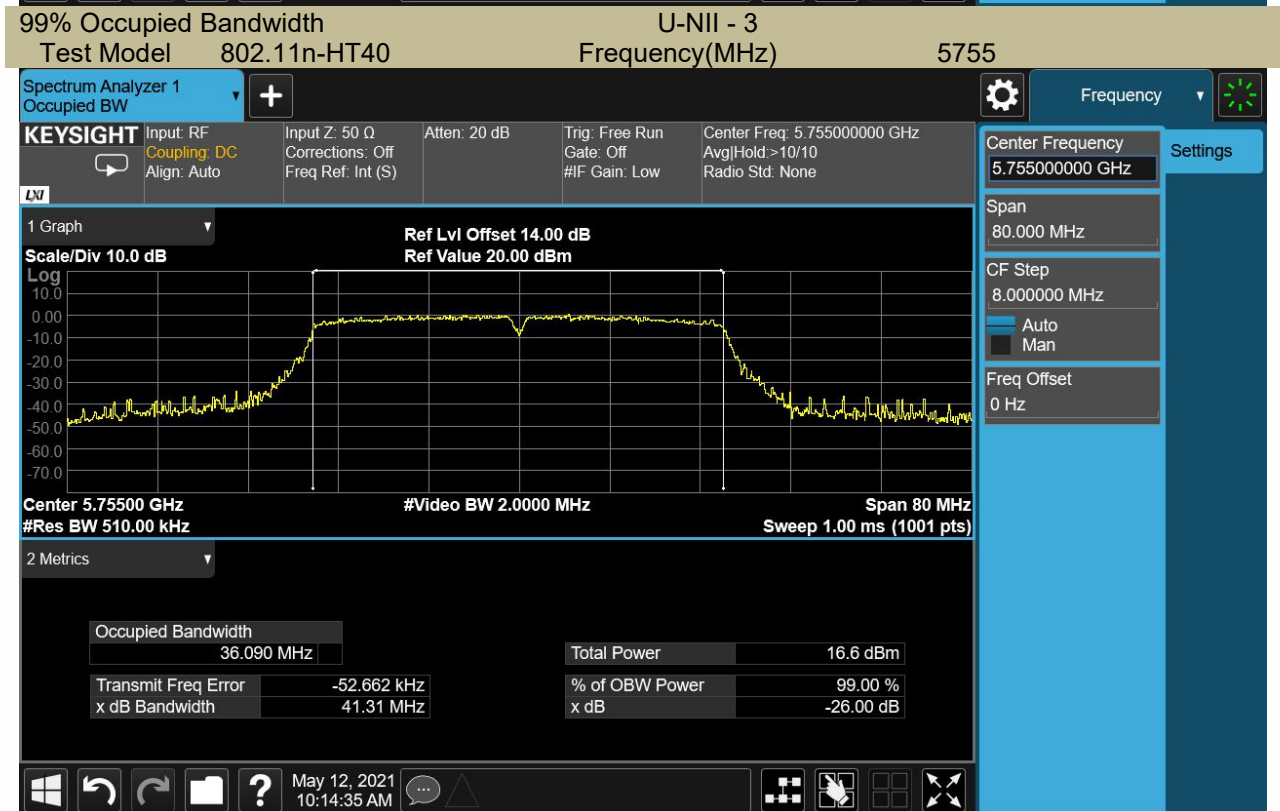 99% Occupied Bandwidth U-NII - 3
Test Model 802.11n-HT40 Frequency(MHz) 5755
Spectrum Analyzer 1
Occupied BW
+
Frequency
KEYSIGHT
LXI
Input: RF
Coupling: DC
Align: Auto
Input Z: 50 Ω
Corrections: Off
Freq Ref: Int (S)
Atten: 20 dB
Trig: Free Run
Gate: Off
#IF Gain: Low
Center Freq: 5.755000000 GHz
Avg|Hold:>10/10
Radio Std: None
Center Frequency
5.755000000 GHz
Settings
Span
80.000 MHz
CF Step
8.000000 MHz
Auto
Man
Freq Offset
0 Hz
1 Graph
Scale/Div 10.0 dB
Ref Lvl Offset 14.00 dB
Ref Value 20.00 dBm
Log
10.0
0.00
-10.0
-20.0
-30.0
-40.0
-50.0
-60.0
-70.0
Center 5.75500 GHz #Video BW 2.0000 MHz Span 80 MHz
#Res BW 510.00 kHz Sweep 1.00 ms (1001 pts)
2 Metrics
Occupied Bandwidth
36.090 MHz
Total Power 16.6 dBm
Transmit Freq Error -52.662 kHz
% of OBW Power 99.00 %
x dB Bandwidth 41.31 MHz
x dB -26.00 dB
?
May 12, 2021
10:14:35 AM